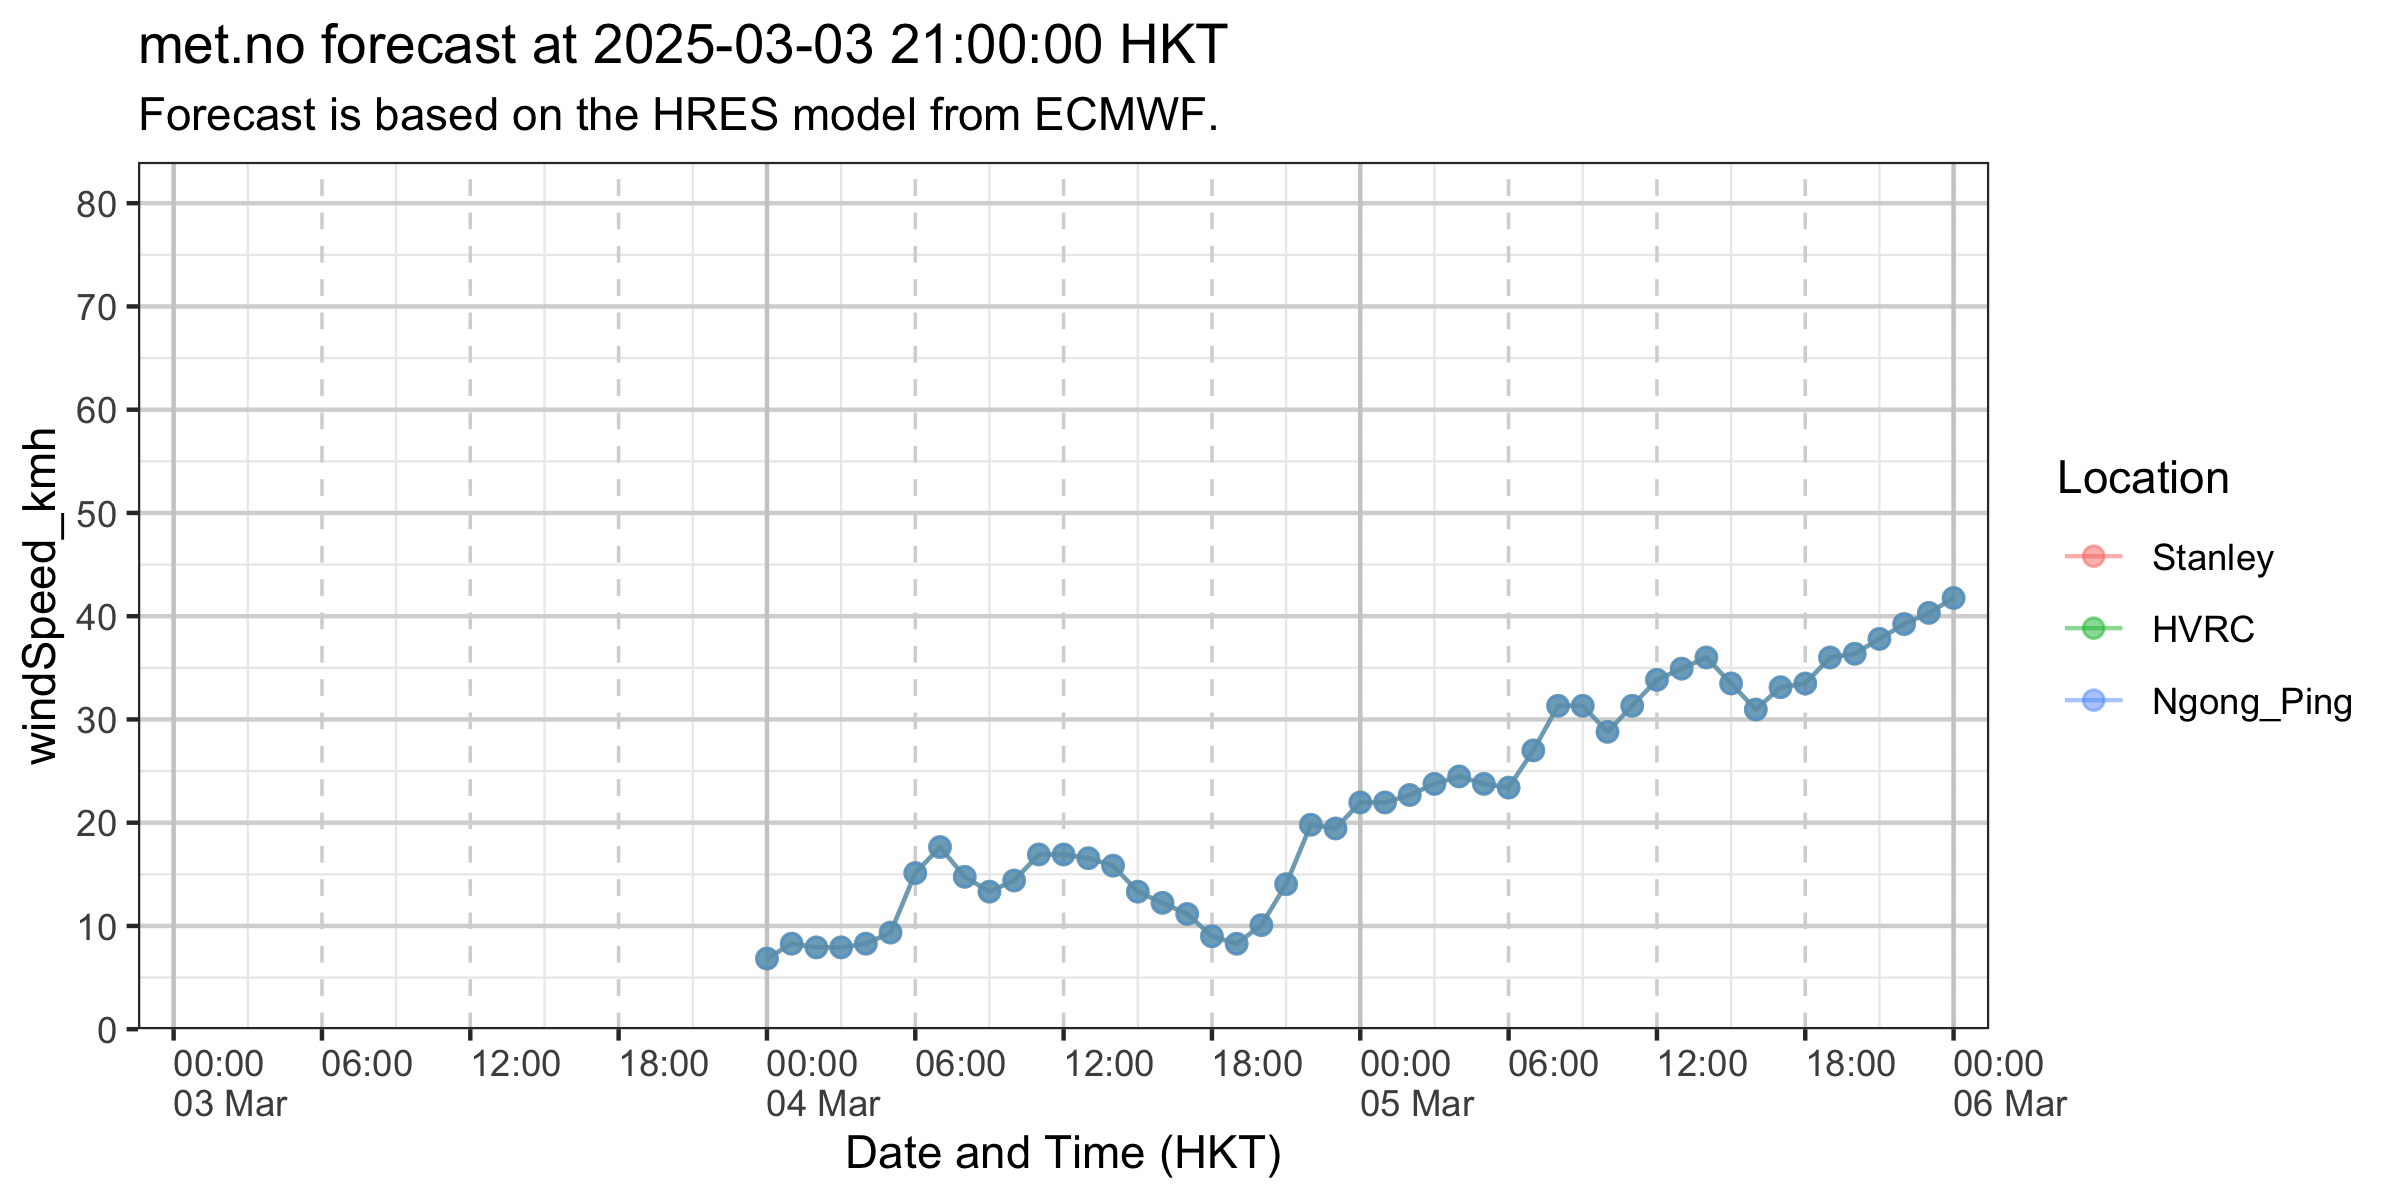 met.no forecast at 2025-03-03 21:00:00 HKT
Forecast is based on the HRES model from ECMWF.
windSpeed_kmh
80
70
60
50
40
30
20
10
0
00:00 06:00 12:00 18:00 00:00 06:00 12:00 18:00 00:00 06:00 12:00 18:00 00:00
03 Mar 04 Mar 05 Mar 06 Mar
Date and Time (HKT)
Location
Stanley
HVRC
Ngong_Ping